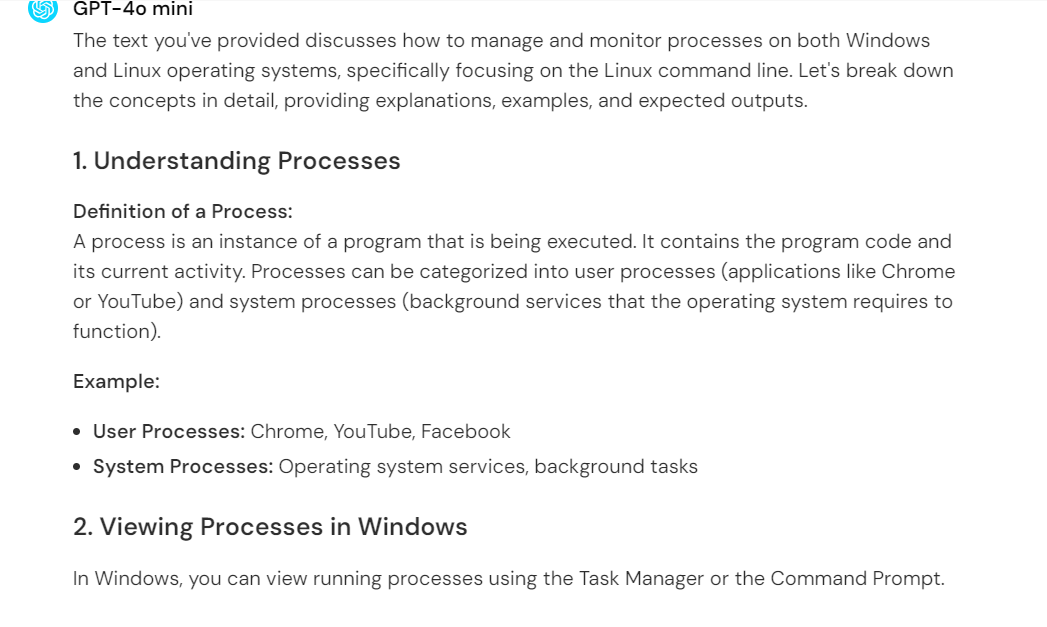 GPT-4o mini
The text you've provided discusses how to manage and monitor processes on both Windows
and Linux operating systems, specifically focusing on the Linux command line. Let's break down
the concepts in detail, providing explanations, examples, and expected outputs.
1. Understanding Processes
Definition of a Process:
A process is an instance of a program that is being executed. It contains the program code and
its current activity. Processes can be categorized into user processes (applications like Chrome
or YouTube) and system processes (background services that the operating system requires to
function).
Example:
• User Processes: Chrome, YouTube, Facebook
• System Processes: Operating system services, background tasks
2. Viewing Processes in Windows
In Windows, you can view running processes using the Task Manager or the Command Prompt.